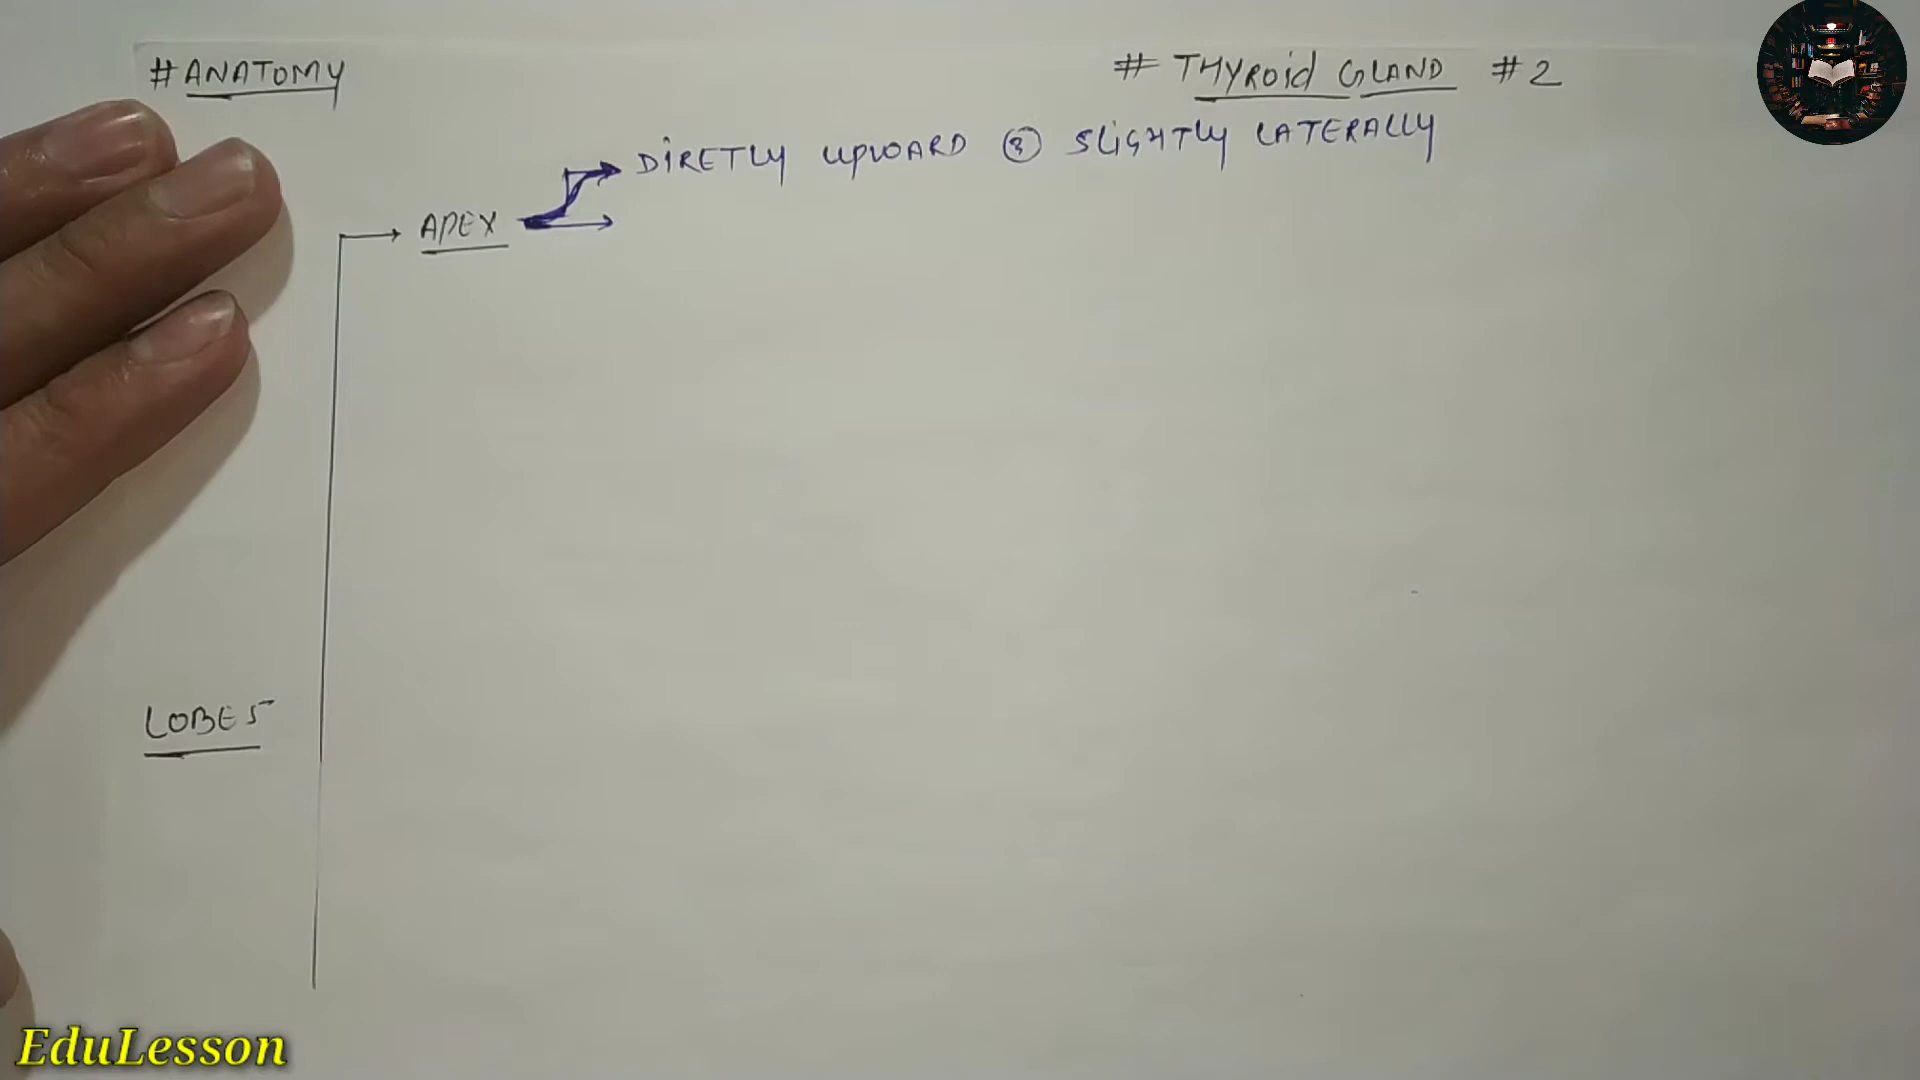 #ANATOMY
# THYROID GLAND #2
DIRETLY UPWARD & SLIGHTLY LATERALLY
APEX
LOBES
EduLesson